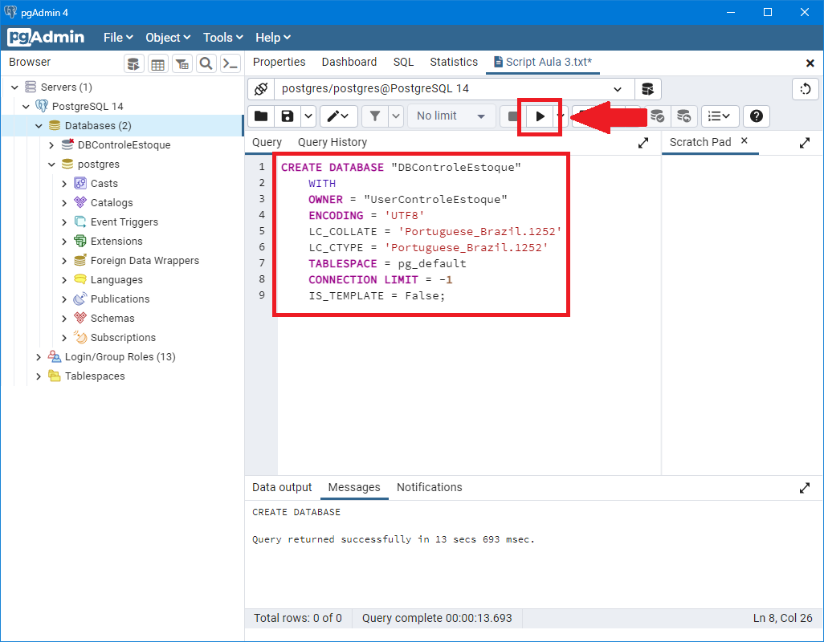 pgAdmin 4
pgAdmin File Object Tools Help
Browser
Servers (1)
PostgreSQL 14
Databases (2)
DBControleEstoque
postgres
Casts
Catalogs
Event Triggers
Extensions
Foreign Data Wrappers
Languages
Publications
Schemas
Subscriptions
Login/Group Roles (13)
Tablespaces
Properties Dashboard SQL Statistics Script Aula 3.txt*
postgres/postgres@PostgreSQL 14
No limit
Query Query History
Scratch Pad
1 CREATE DATABASE "DBControleEstoque"
2 WITH
3 OWNER = "UserControleEstoque"
4 ENCODING = 'UTF8'
5 LC_COLLATE = 'Portuguese_Brazil.1252'
6 LC_CTYPE = 'Portuguese_Brazil.1252'
7 TABLESPACE = pg_default
8 CONNECTION LIMIT = -1
9 IS_TEMPLATE = False;
Data output Messages Notifications
CREATE DATABASE
Query returned successfully in 13 secs 693 msec.
Total rows: 0 of 0 Query complete 00:00:13.693 Ln 8, Col 26